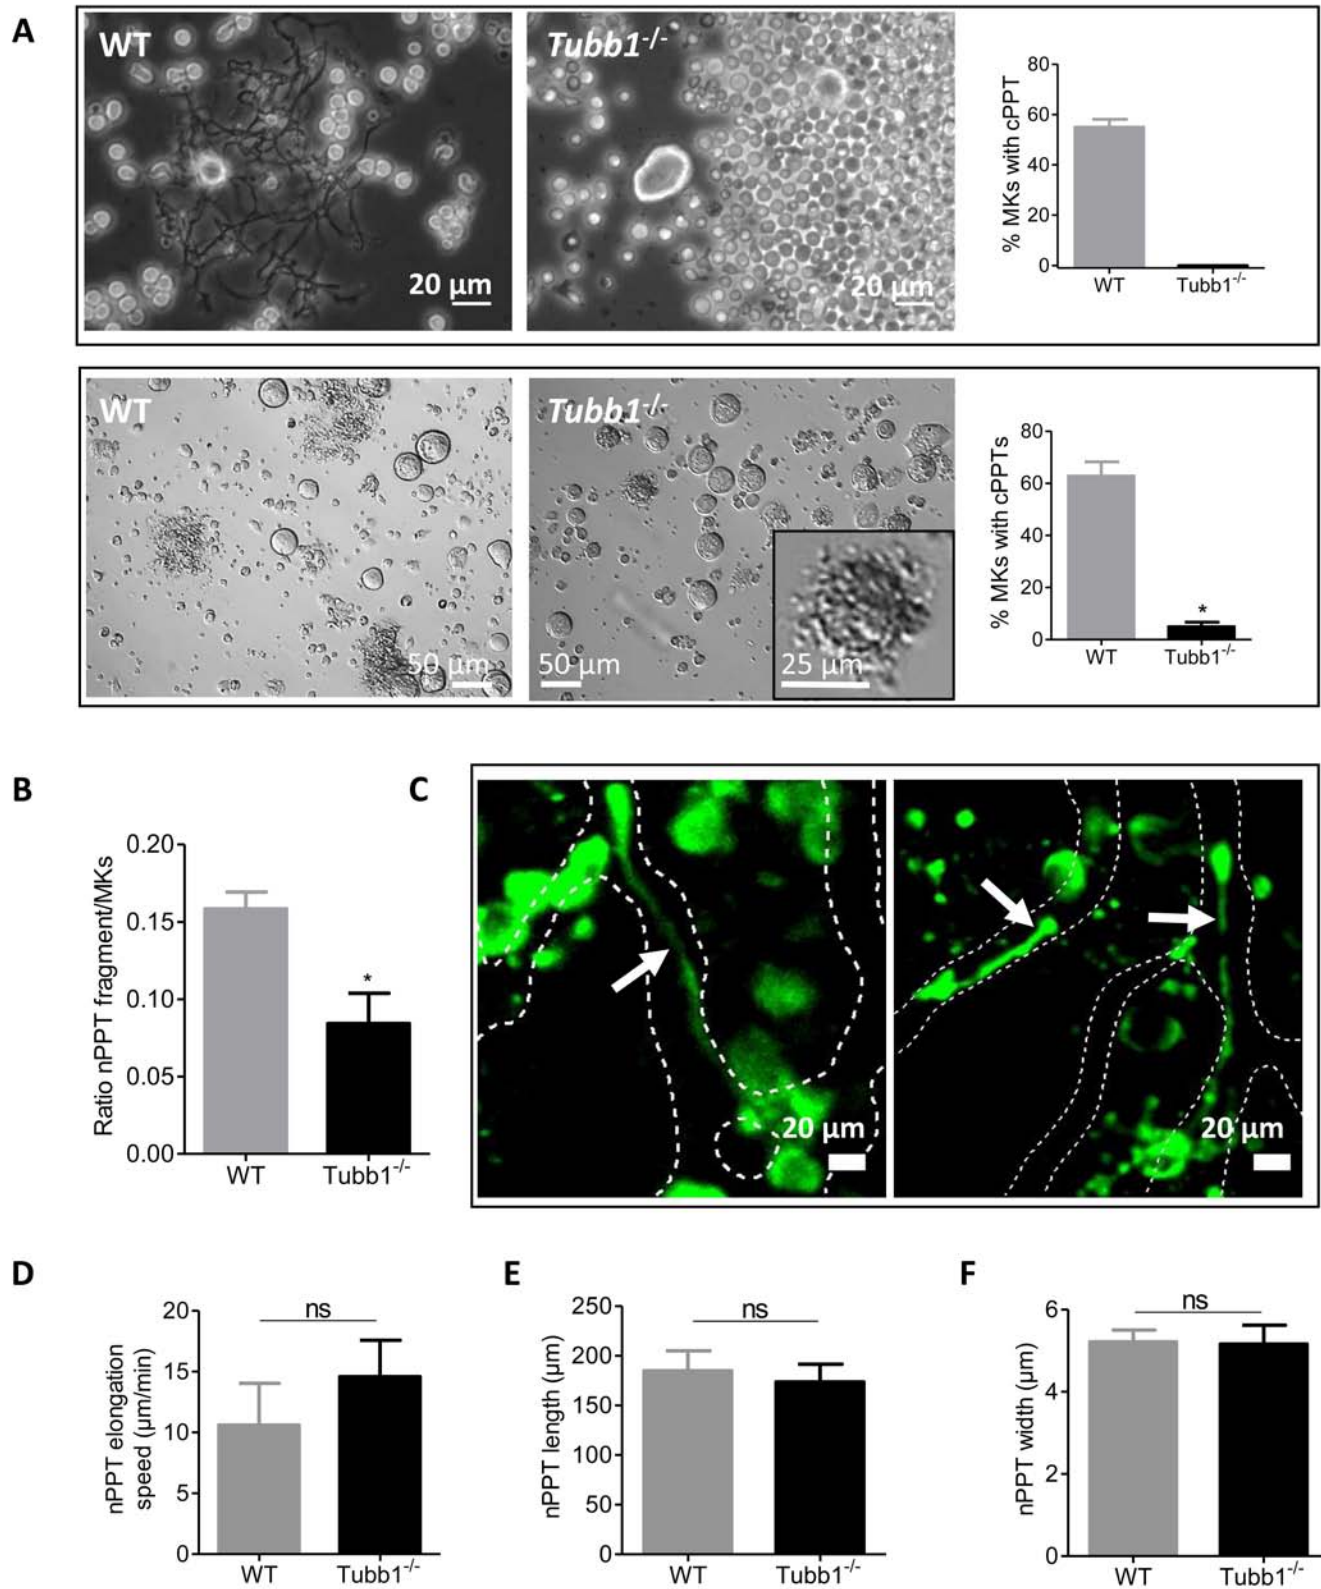 A
WT
20 µm
Tubb1-/-
20 µm
% MKs with cPPT
80
60
40
20
0
WT
Tubb1-/-
WT
50 µm
Tubb1-/-
50 µm
25 µm
% MKs with cPPTs
80
60
40
20
0
*
WT
Tubb1-/-
B
Ratio nPPT fragment/MKs
0.20
0.15
0.10
0.05
0.00
*
WT
Tubb1-/-
C
20 µm
20 µm
D
nPPT elongation
speed (µm/min)
20
15
10
5
0
ns
WT
Tubb1-/-
E
nPPT length (µm)
250
200
150
100
50
0
ns
WT
Tubb1-/-
F
nPPT width (µm)
6
4
2
0
ns
WT
Tubb1-/-